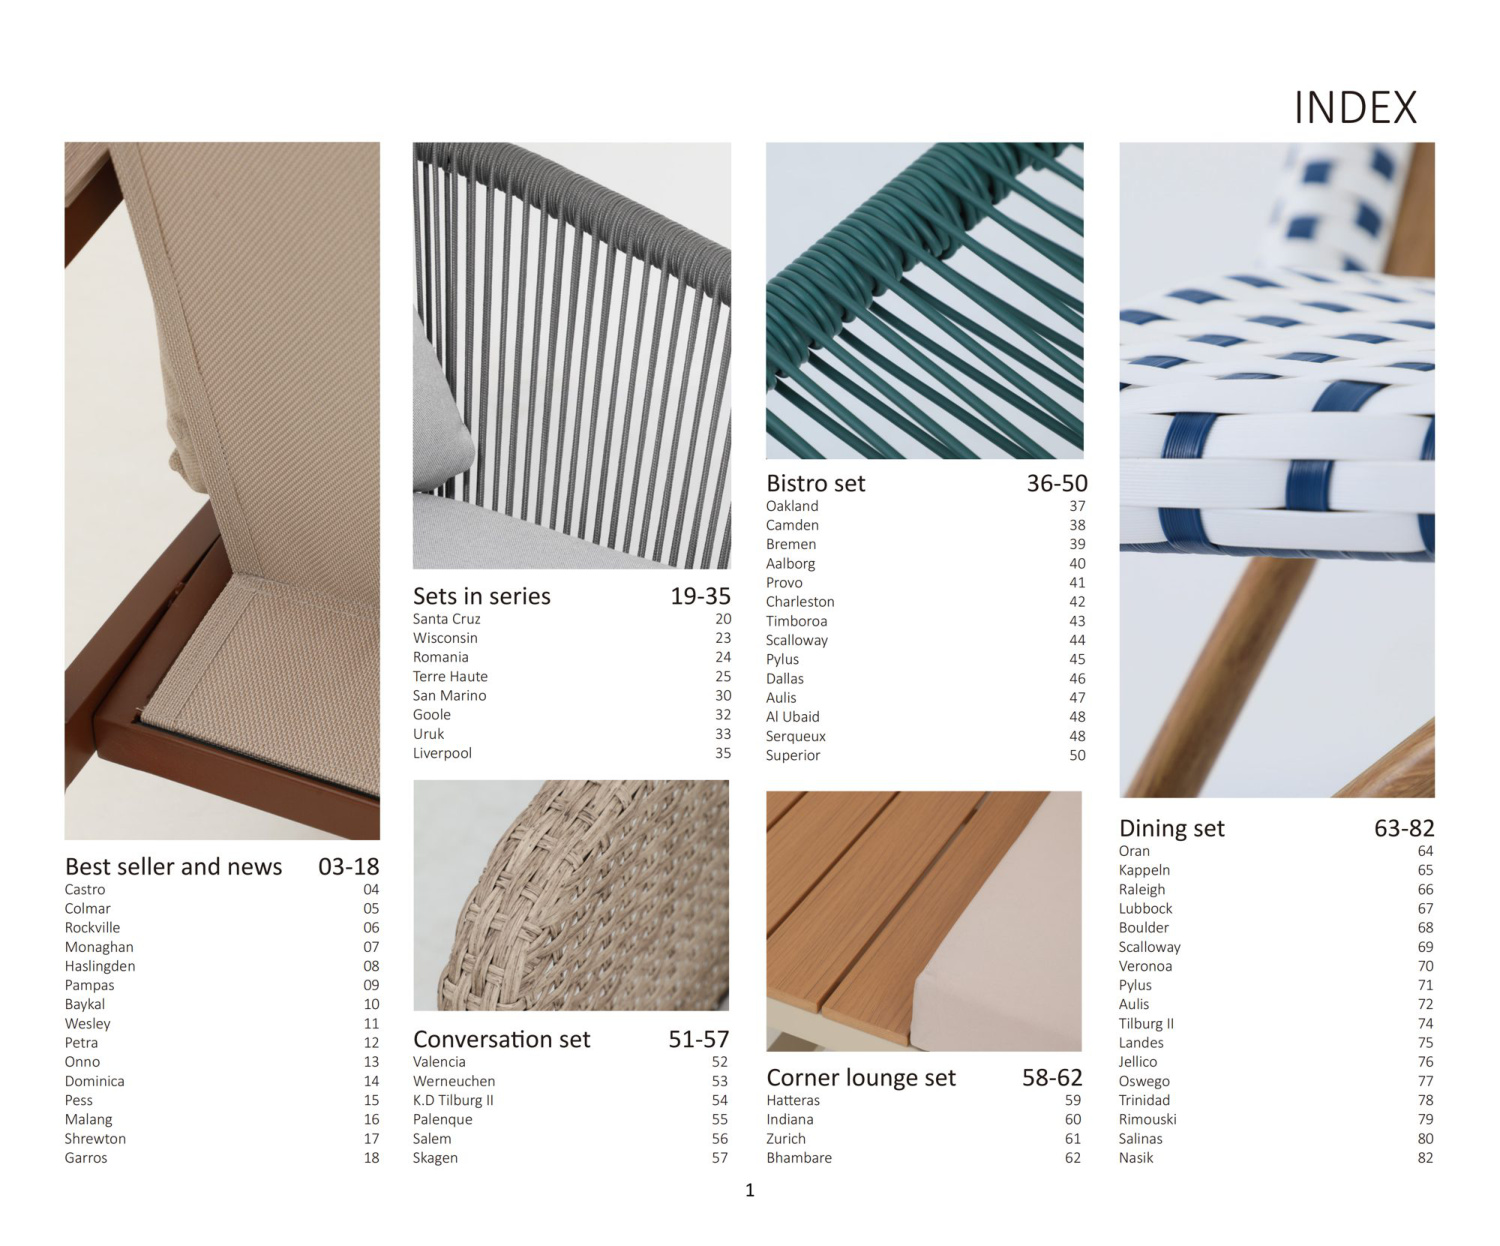 INDEX
Best seller and news 03-18
Castro 04
Colmar 05
Rockville 06
Monaghan 07
Haslingden 08
Pampas 09
Baykal 10
Wesley 11
Petra 12
Onno 13
Dominica 14
Pess 15
Malang 16
Shrewton 17
Garros 18
Sets in series 19-35
Santa Cruz 20
Wisconsin 23
Romania 24
Terre Haute 25
San Marino 30
Goole 32
Uruk 33
Liverpool 35
Conversation set 51-57
Valencia 52
Werneuchen 53
K.D Tilburg II 54
Palenque 55
Salem 56
Skagen 57
Bistro set 36-50
Oakland 37
Camden 38
Bremen 39
Aalborg 40
Provo 41
Charleston 42
Timboroa 43
Scalloway 44
Pylus 45
Dallas 46
Aulis 47
Al Ubaid 48
Serqueux 48
Superior 50
Corner lounge set 58-62
Hatteras 59
Indiana 60
Zurich 61
Bhambare 62
Dining set 63-82
Oran 64
Kappeln 65
Raleigh 66
Lubbock 67
Boulder 68
Scalloway 69
Veronoa 70
Pylus 71
Aulis 72
Tilburg II 74
Landes 75
Jellico 76
Oswego 77
Trinidad 78
Rimouski 79
Salinas 80
Nasik 82
1